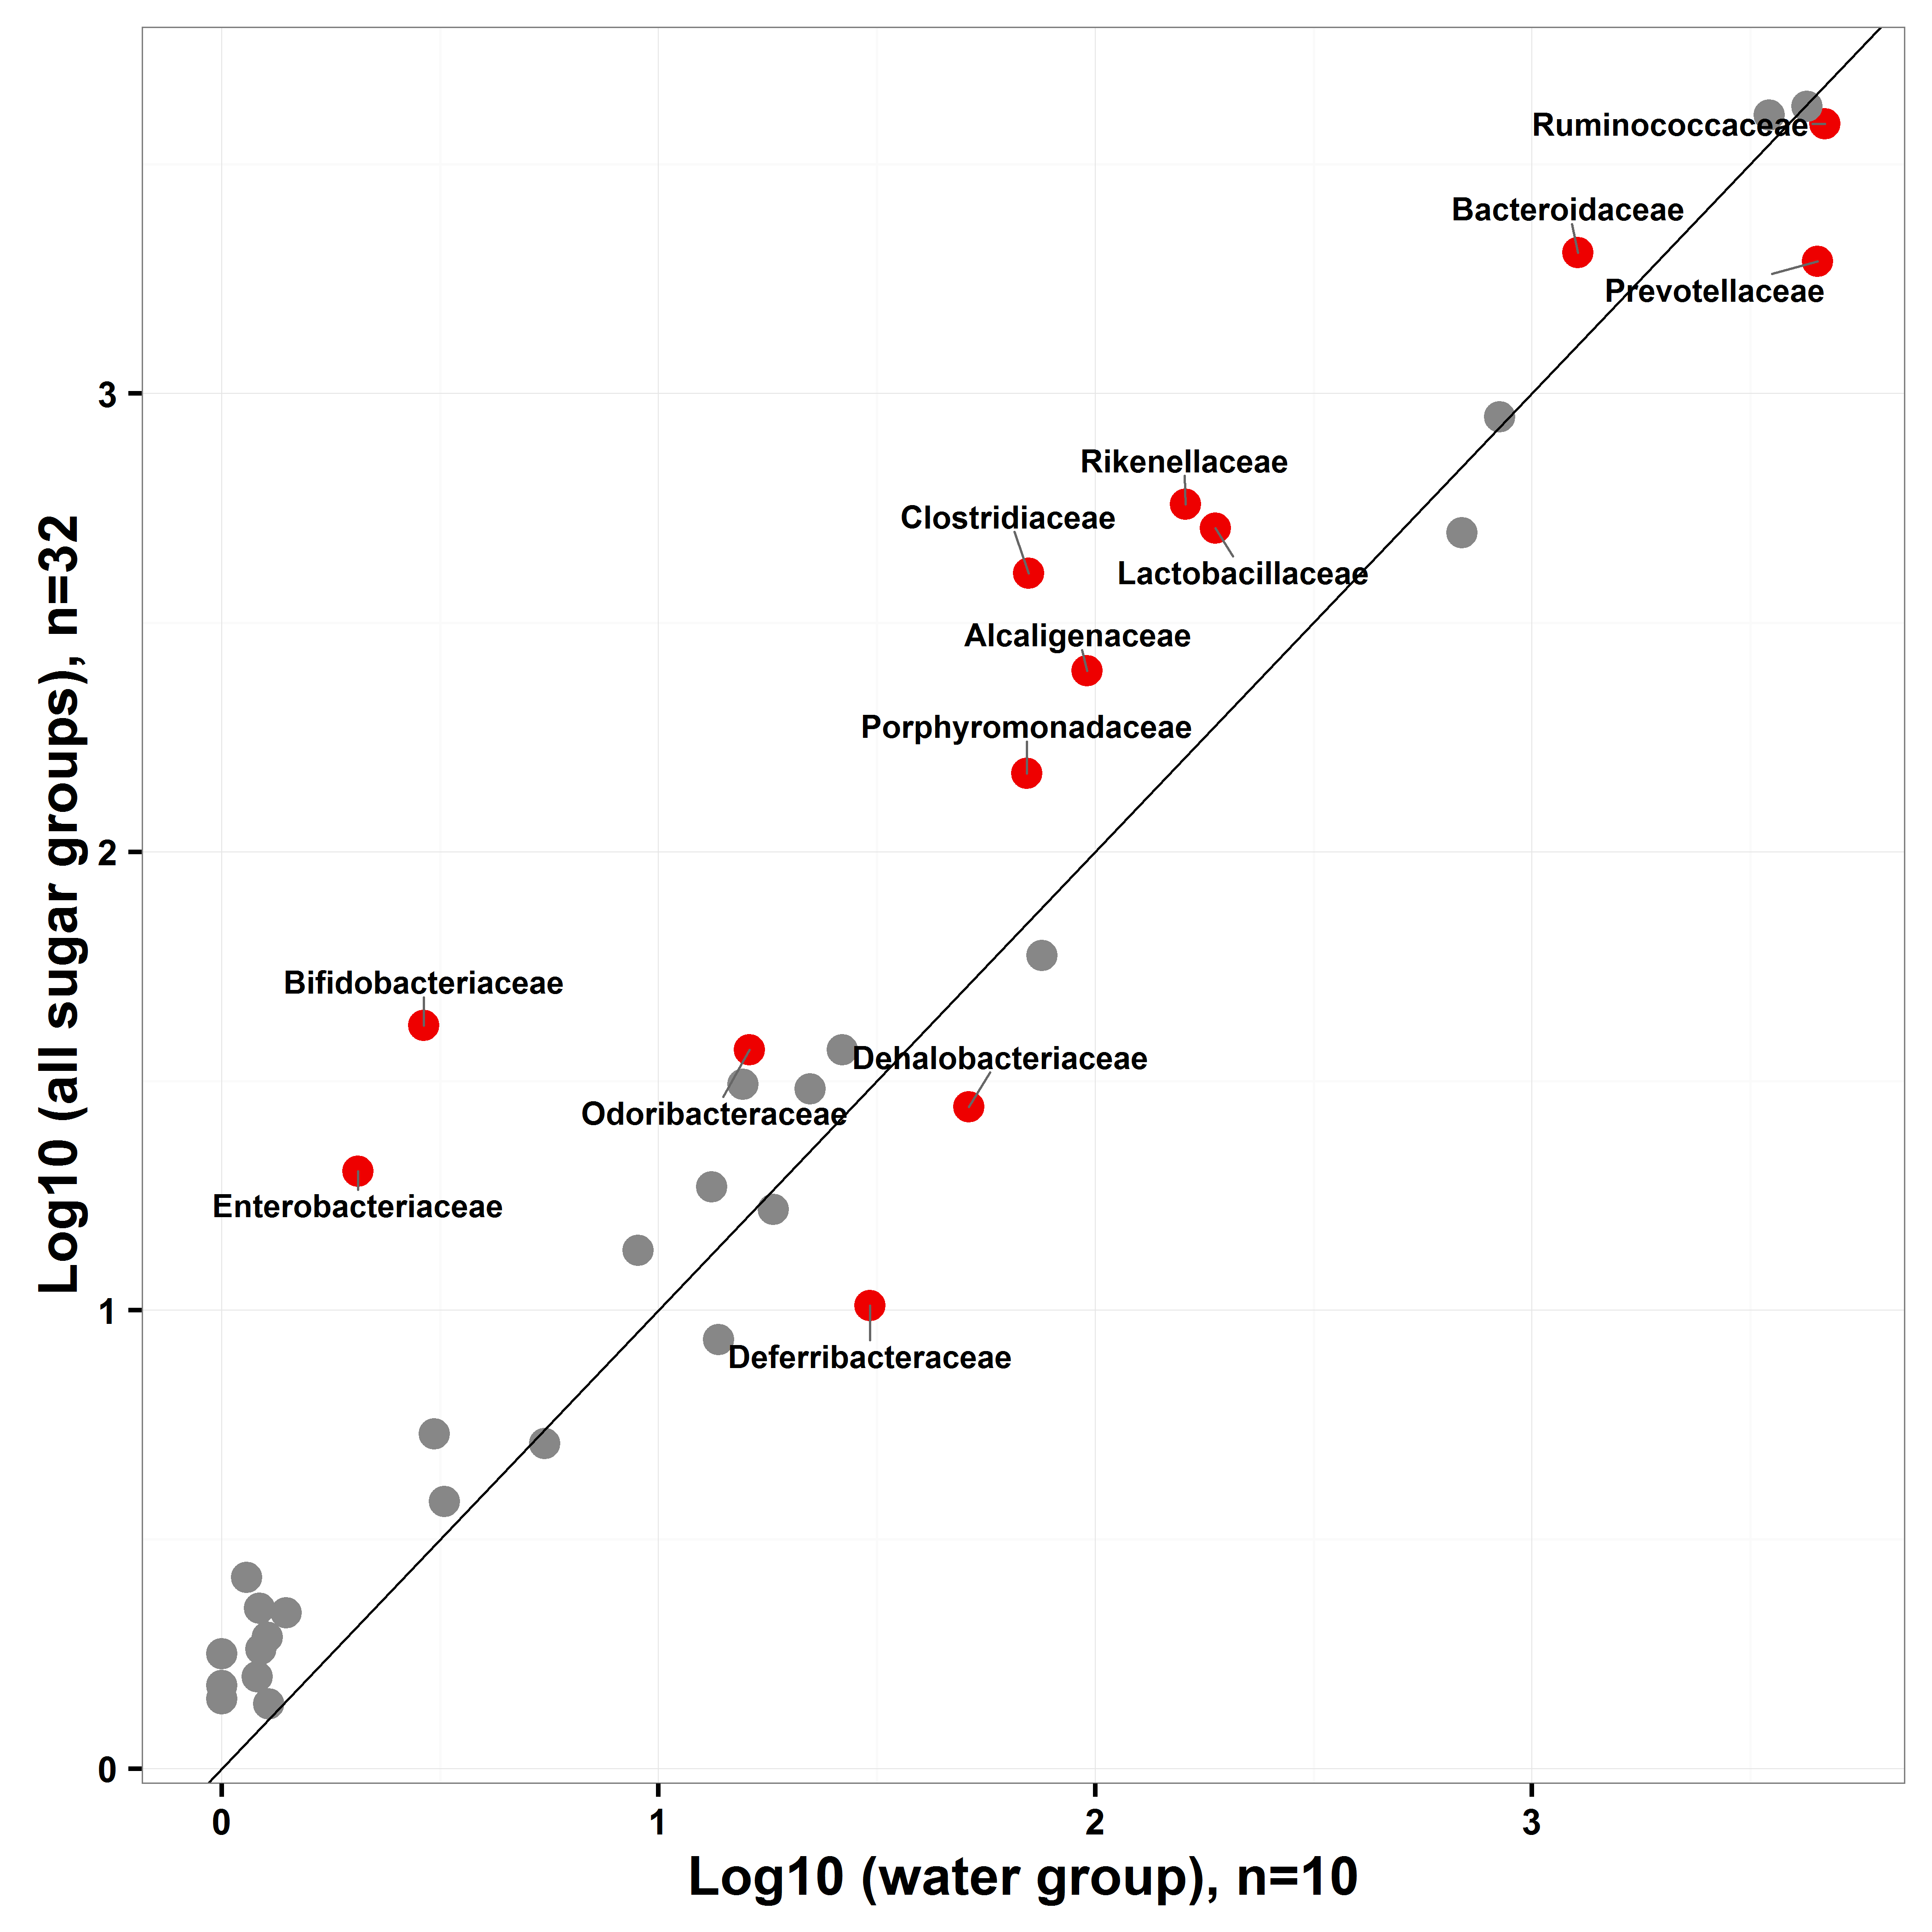 Ruminococcaceae
Bacteroidaceae
Prevotellaceae
3
Rikenellaceae
Clostridiaceae
Lactobacillaceae
Alcaligenaceae
Porphyromonadaceae
2
Bifidobacteriaceae
Dehalobacteriaceae
Odoribacteraceae
Enterobacteriaceae
1
Deferribacteraceae
0
Log10 (all sugar groups), n=32
0 1 2 3
Log10 (water group), n=10